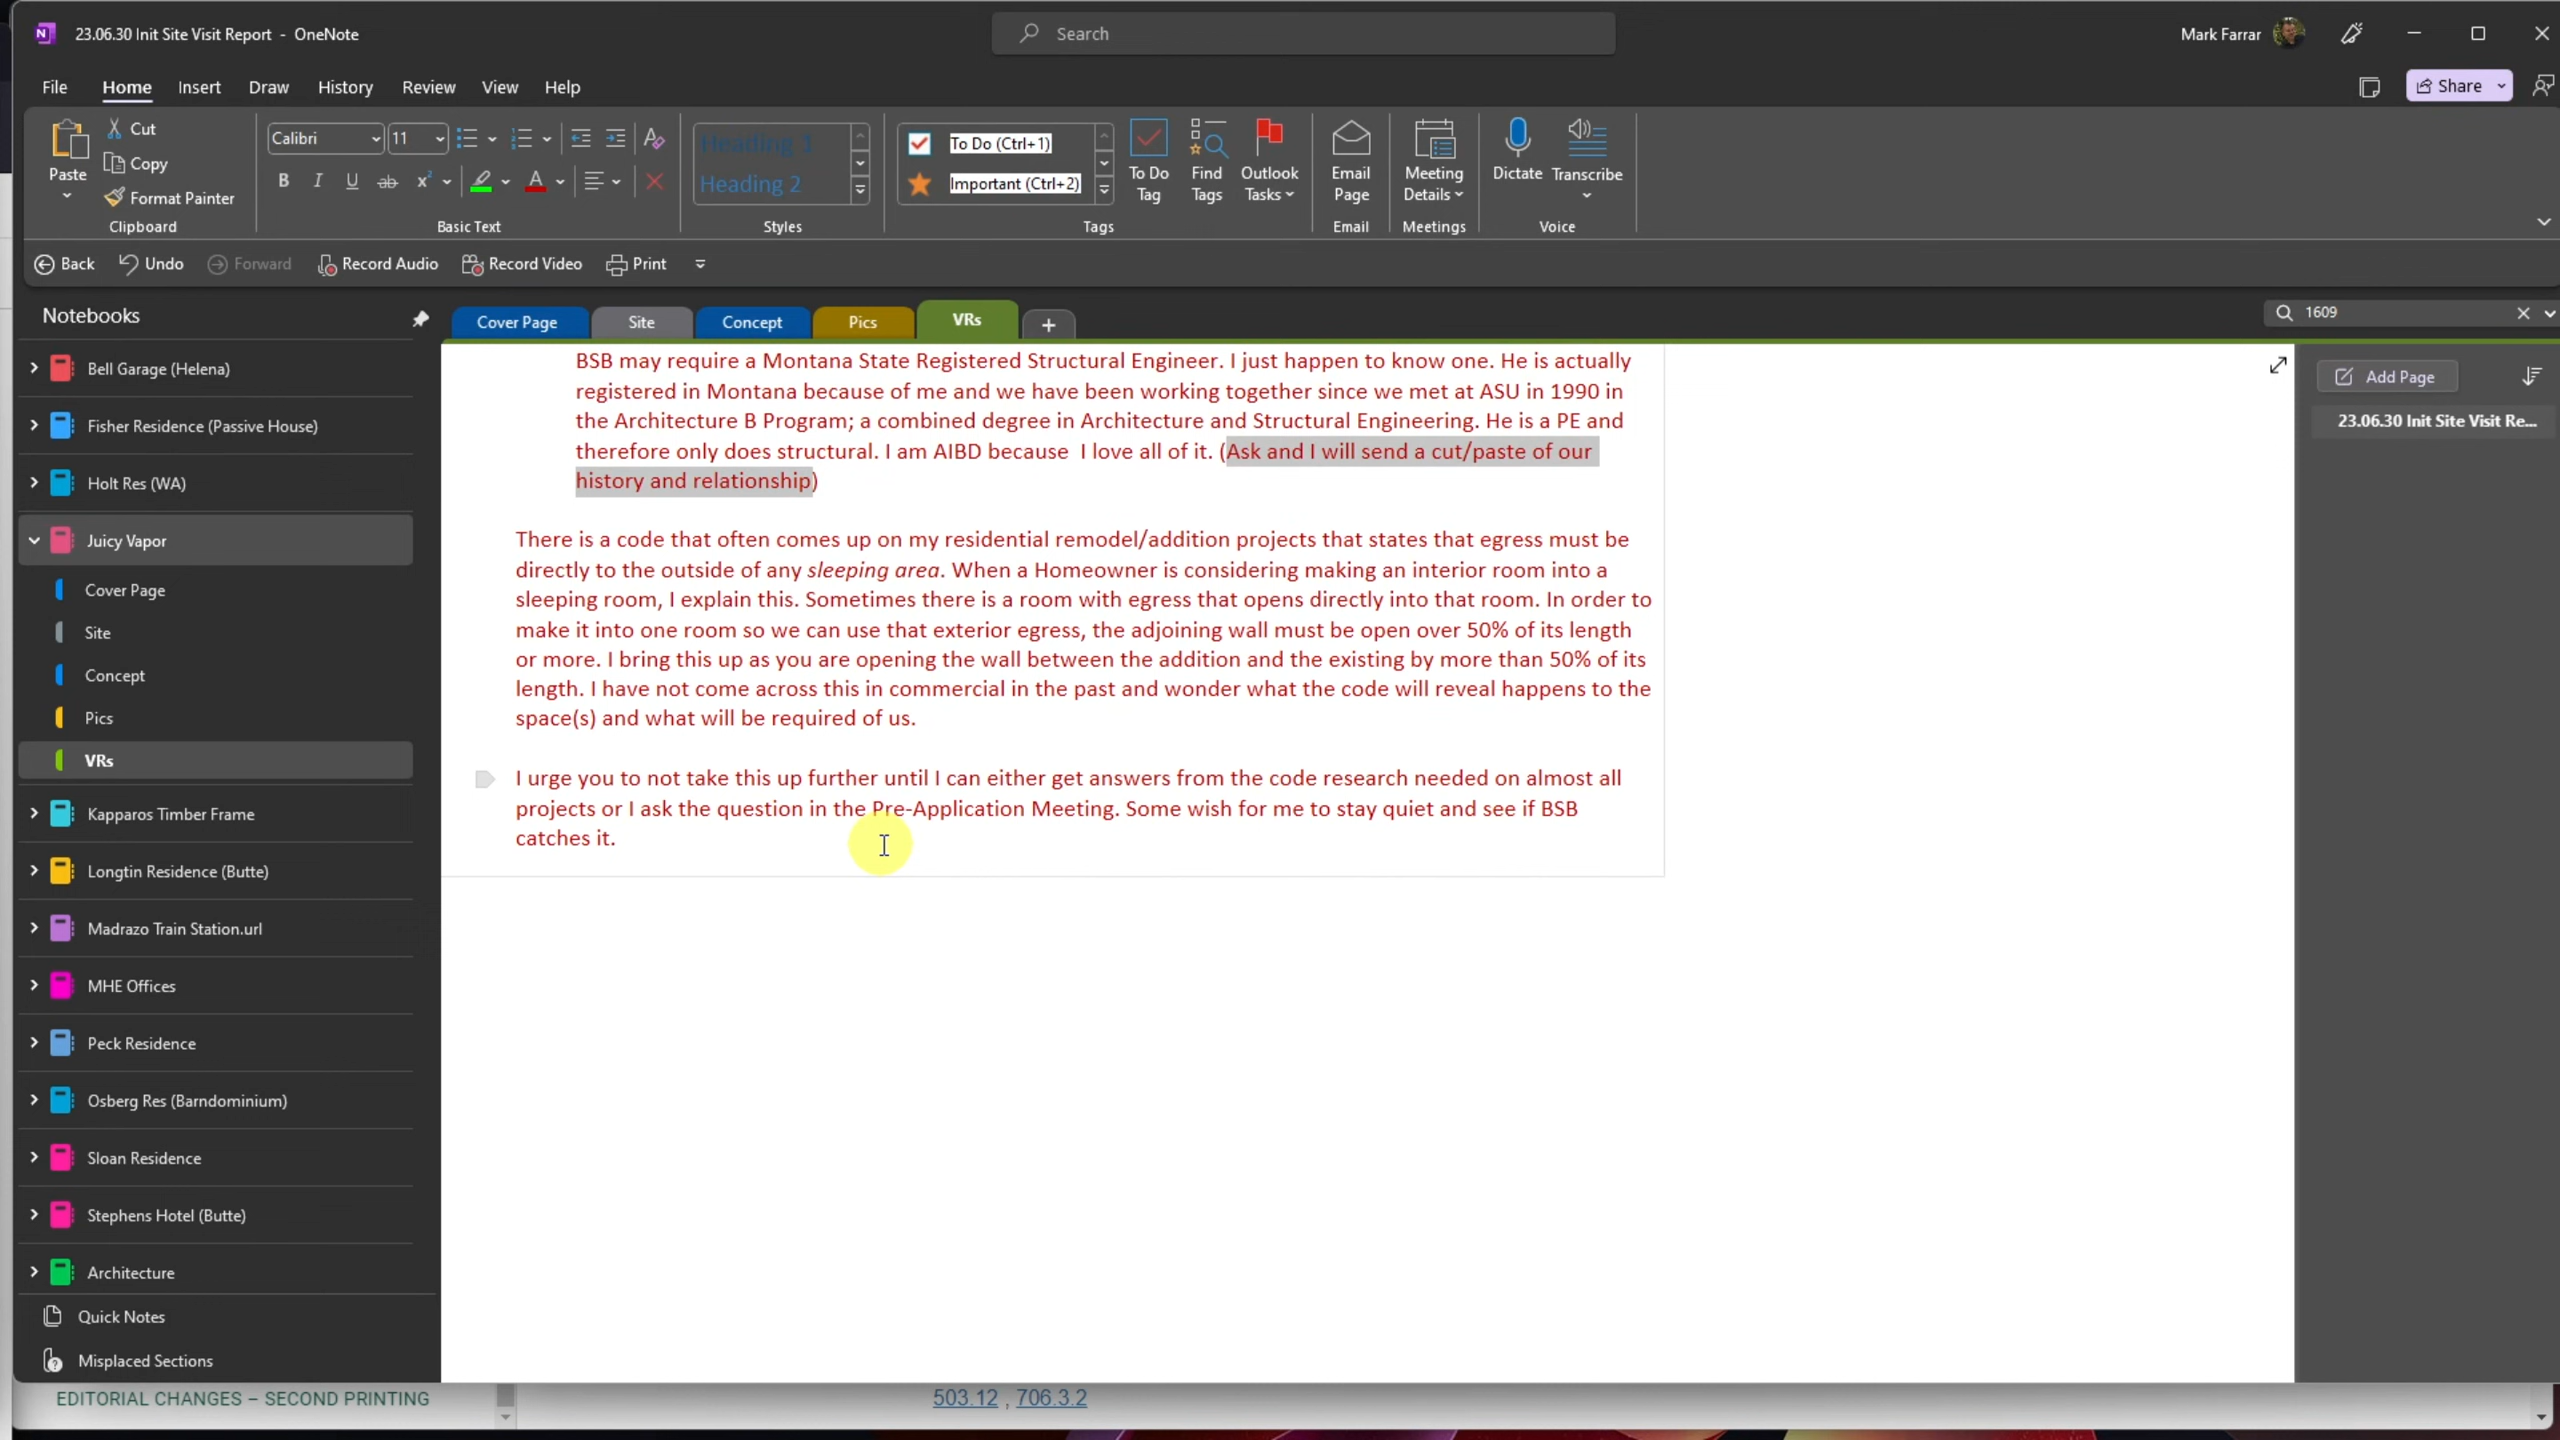 23.06.30 Init Site Visit Report - OneNote
Search
Mark Farrar
File Home Insert Draw History Review View Help
Share
Paste
Cut
Copy
Format Painter
Clipboard
Calibri 11
Basic Text
Heading 1
Heading 2
Styles
To Do (Ctrl+1)
Important (Ctrl+2)
To Do Tag
Find Tags
Outlook Tasks
Tags
Email Page
Email
Meeting Details
Meetings
Dictate
Transcribe
Voice
Back Undo Forward Record Audio Record Video Print
Notebooks
Cover Page Site Concept Pics VRs +
1609
Bell Garage (Helena)
Fisher Residence (Passive House)
Holt Res (WA)
Juicy Vapor
Cover Page
Site
Concept
Pics
VRs
Kapparos Timber Frame
Longtin Residence (Butte)
Madrazo Train Station.url
MHE Offices
Peck Residence
Osberg Res (Barndominium)
Sloan Residence
Stephens Hotel (Butte)
Architecture
Quick Notes
Misplaced Sections
BSB may require a Montana State Registered Structural Engineer. I just happen to know one. He is actually
registered in Montana because of me and we have been working together since we met at ASU in 1990 in
the Architecture B Program; a combined degree in Architecture and Structural Engineering. He is a PE and
therefore only does structural. I am AIBD because I love all of it. (Ask and I will send a cut/paste of our
history and relationship)
There is a code that often comes up on my residential remodel/addition projects that states that egress must be
directly to the outside of any sleeping area. When a Homeowner is considering making an interior room into a
sleeping room, I explain this. Sometimes there is a room with egress that opens directly into that room. In order to
make it into one room so we can use that exterior egress, the adjoining wall must be open over 50% of its length
or more. I bring this up as you are opening the wall between the addition and the existing by more than 50% of its
length. I have not come across this in commercial in the past and wonder what the code will reveal happens to the
space(s) and what will be required of us.
I urge you to not take this up further until I can either get answers from the code research needed on almost all
projects or I ask the question in the Pre-Application Meeting. Some wish for me to stay quiet and see if BSB
catches it.
Add Page
23.06.30 Init Site Visit Re...
EDITORIAL CHANGES – SECOND PRINTING
503.12 , 706.3.2